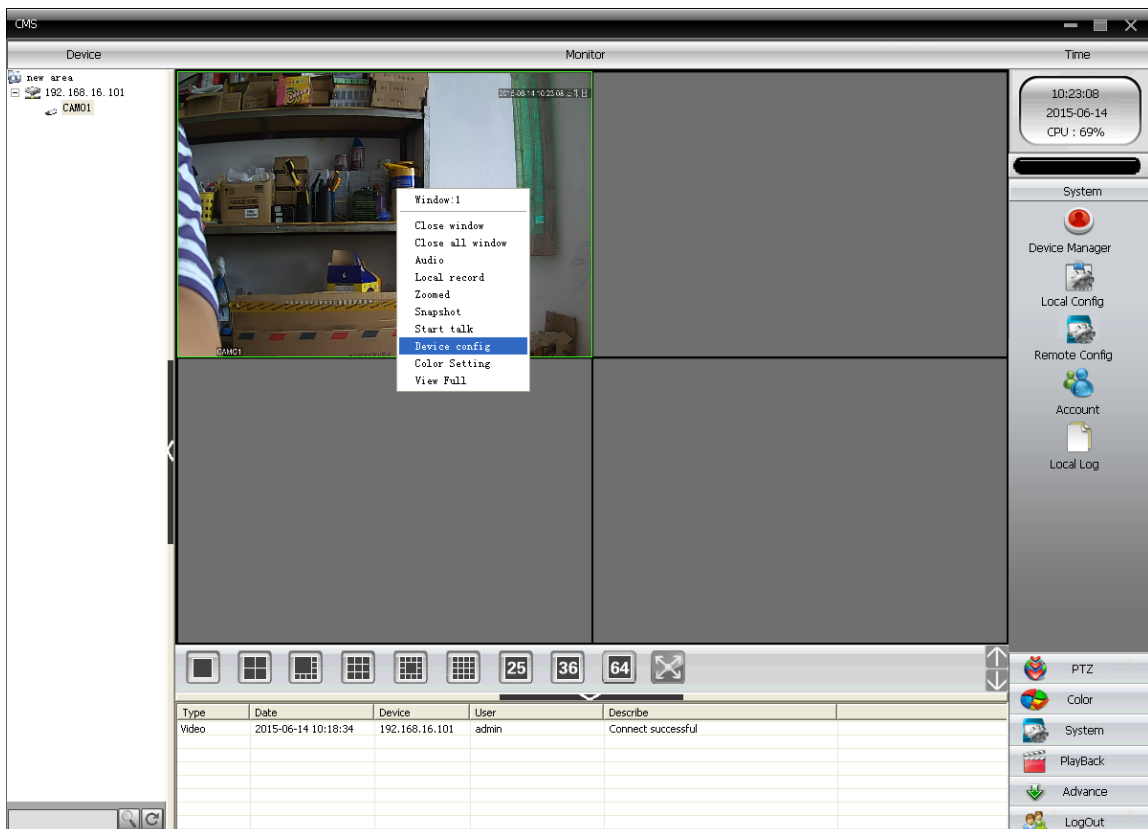 CMS
Device
Monitor
Time
new area
192.168.16.101
CAM01
CAM01
Window:1
Close window
Close all window
Audio
Local record
Zoomed
Snapshot
Start talk
Device config
Color Setting
View Full
10:23:08
2015-06-14
CPU : 69%
System
Device Manager
Local Config
Remote Config
Account
Local Log
25
36
64
PTZ
Color
System
PlayBack
Advance
LogOut
Type Date Device User Describe
Video 2015-06-14 10:18:34 192.168.16.101 admin Connect successful